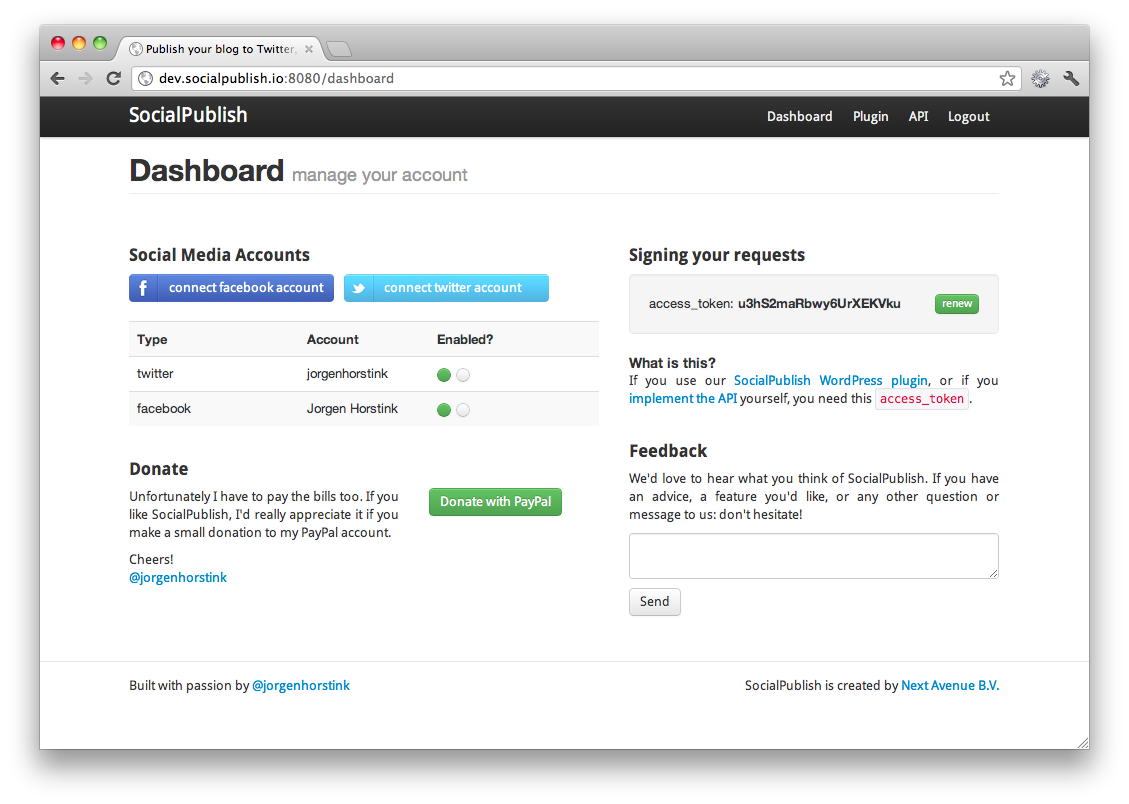 Publish your blog to Twitter,
dev.socialpublish.io:8080/dashboard
SocialPublish
Dashboard Plugin API Logout
Dashboard manage your account
Social Media Accounts
f connect facebook account connect twitter account
Type Account Enabled?
twitter jorgenhorstink
facebook Jorgen Horstink
Donate
Unfortunately I have to pay the bills too. If you
like SocialPublish, I'd really appreciate it if you
make a small donation to my PayPal account.
Donate with PayPal
Cheers!
@jorgenhorstink
Signing your requests
access_token: u3hS2maRbwy6UrXEKVku renew
What is this?
If you use our SocialPublish WordPress plugin, or if you
implement the API yourself, you need this access_token.
Feedback
We'd love to hear what you think of SocialPublish. If you have
an advice, a feature you'd like, or any other question or
message to us: don't hesitate!
Send
Built with passion by @jorgenhorstink
SocialPublish is created by Next Avenue B.V.